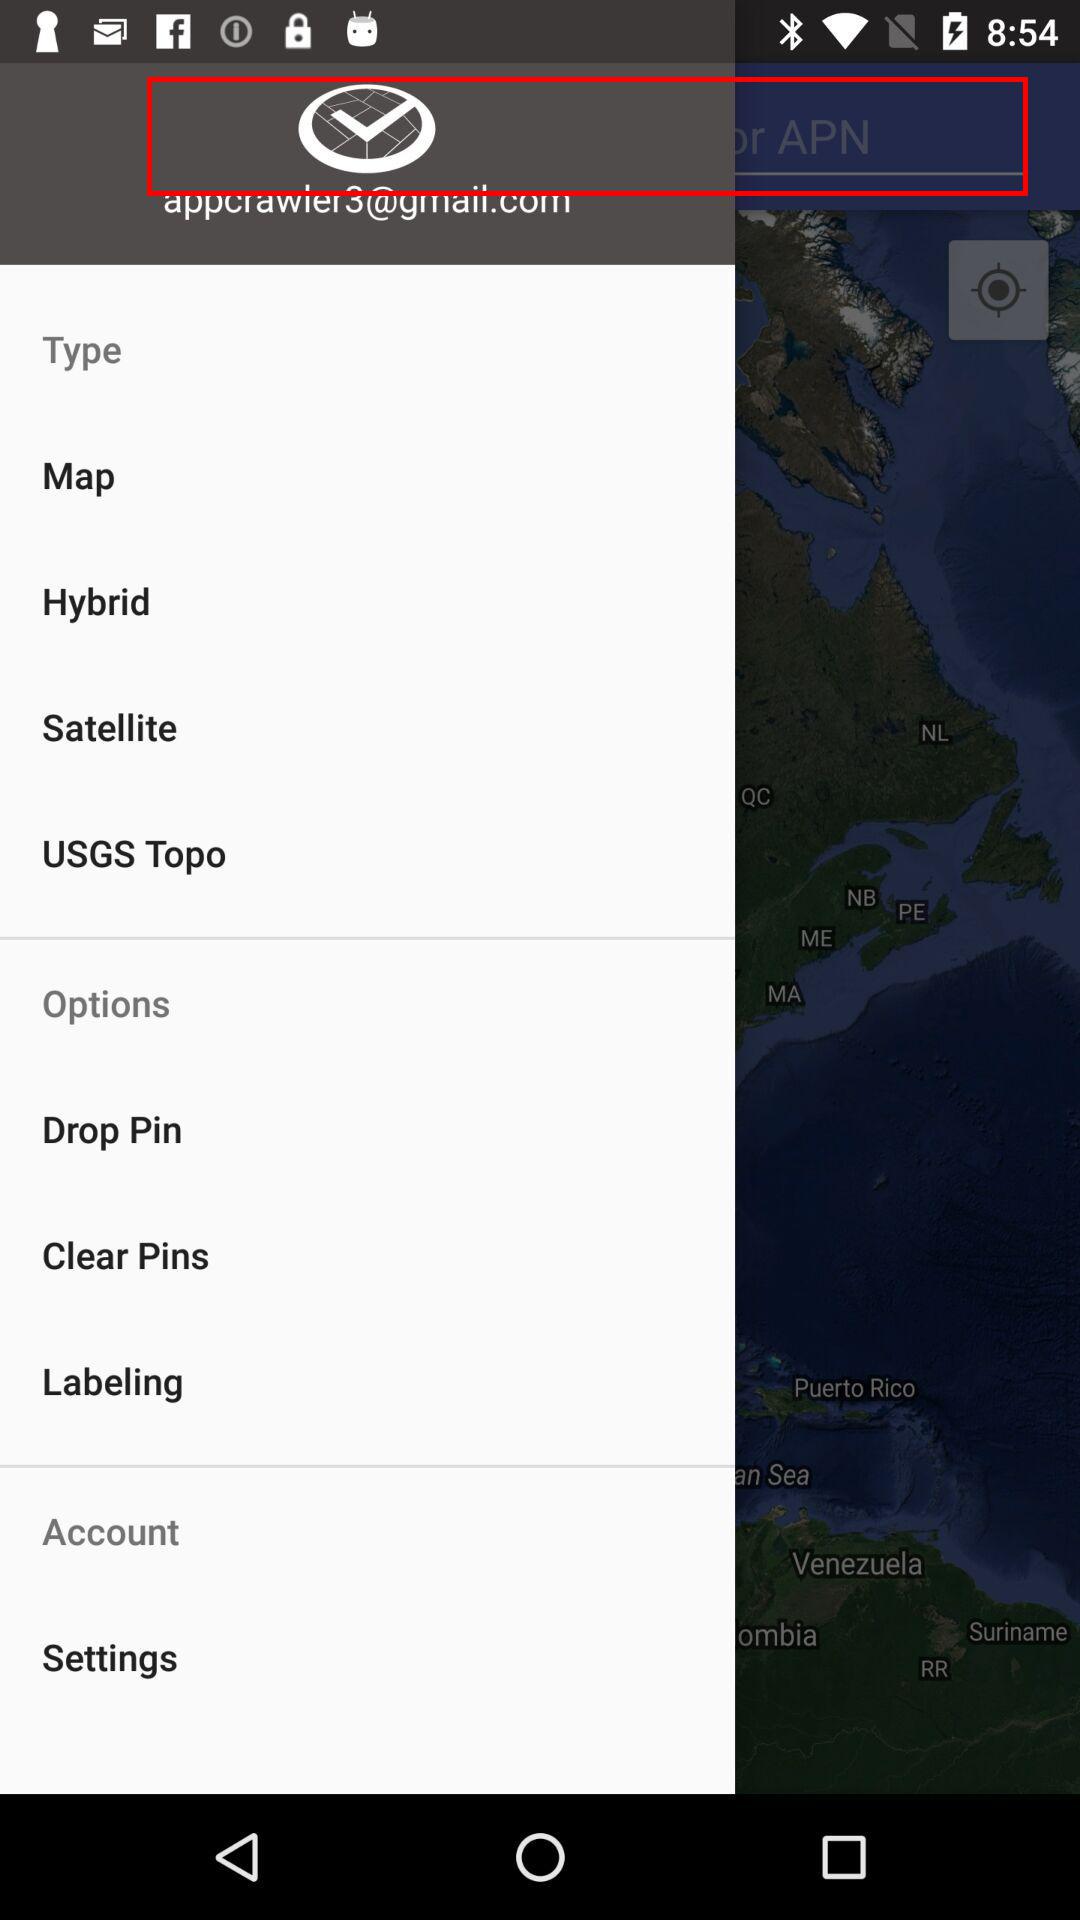 8:54
or APN
appcrawler3@gmail.com
Type
Map
Hybrid
Satellite
USGS Topo
Options
Drop Pin
Clear Pins
Labeling
Account
Settings
NL
QC
NB
PE
ME
MA
Puerto Rico
an Sea
Venezuela
ombia
Suriname
RR